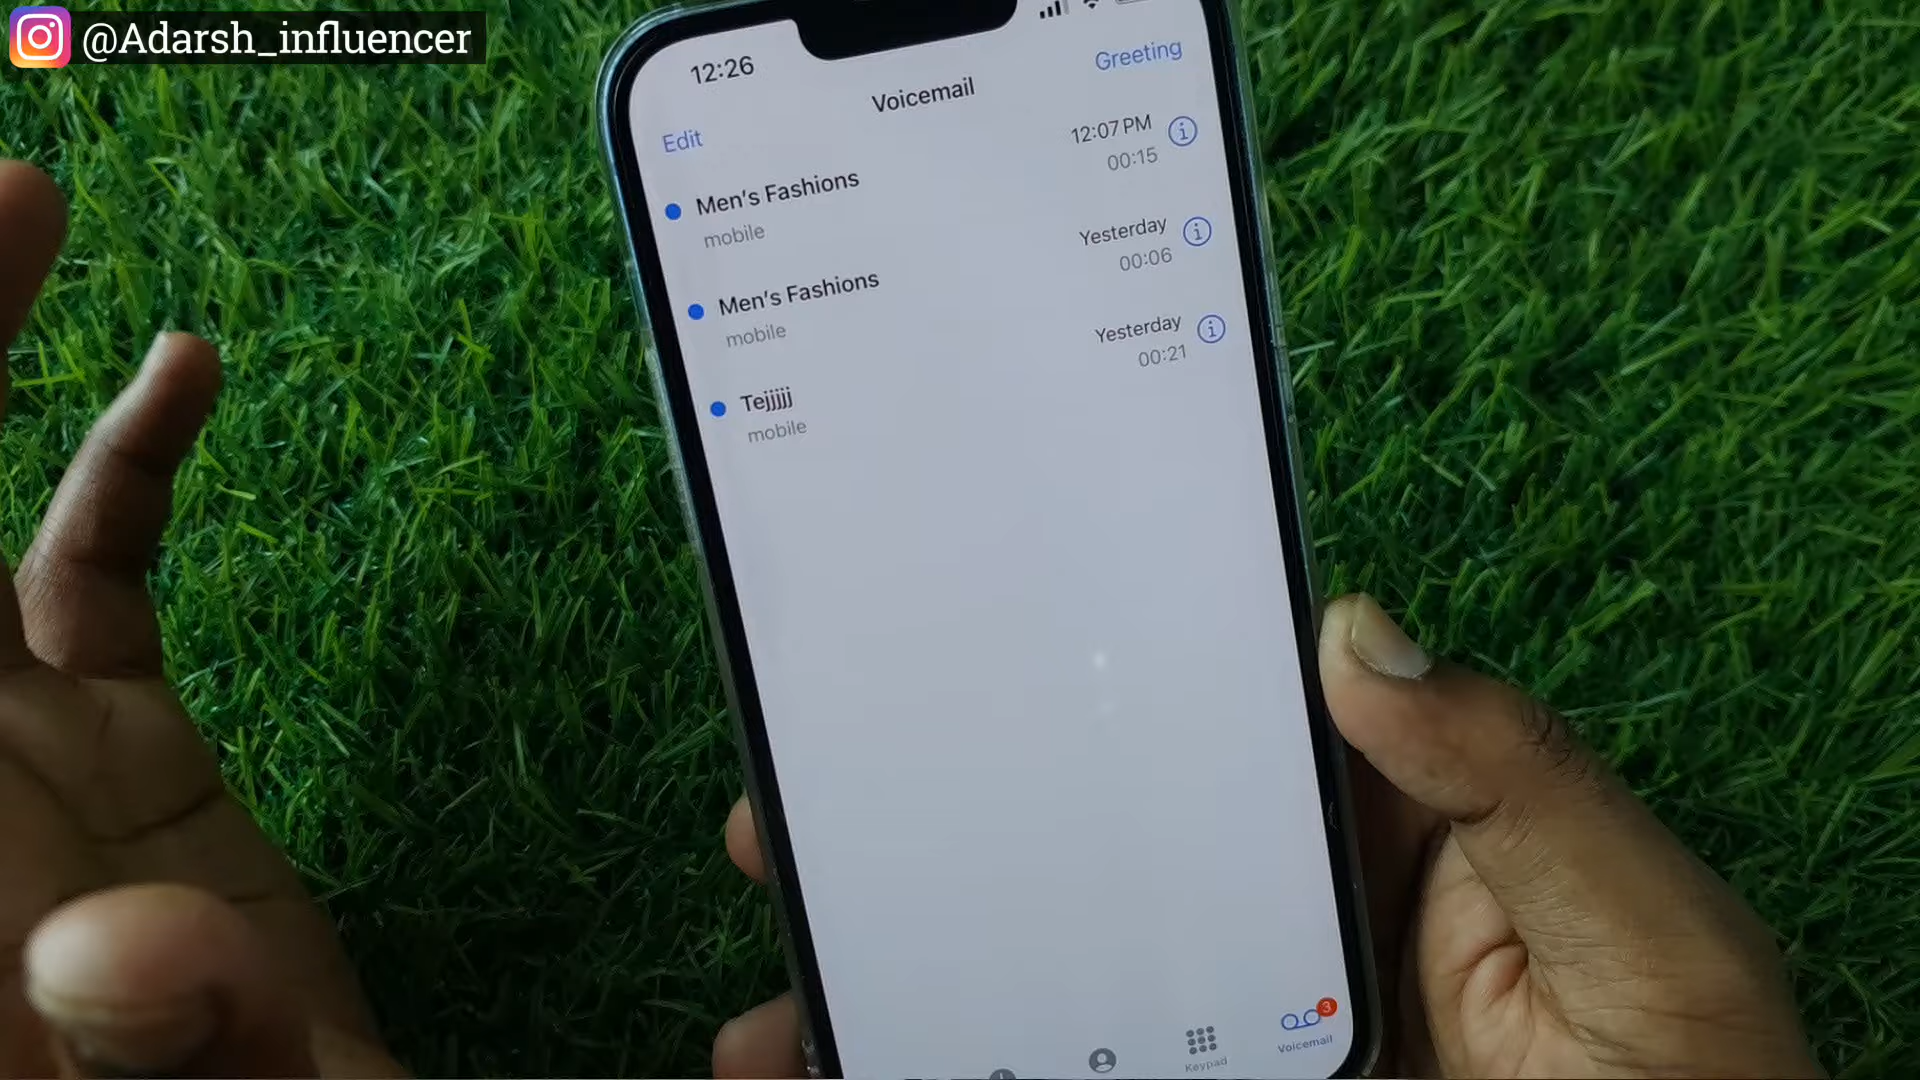 @Adarsh_influencer
12:26
Greeting
Voicemail
Edit
Men's Fashions
mobile
12:07 PM
00:15
Men's Fashions
mobile
Yesterday
00:06
Tejjjjj
mobile
Yesterday
00:21
Keypad
3
Voicemail